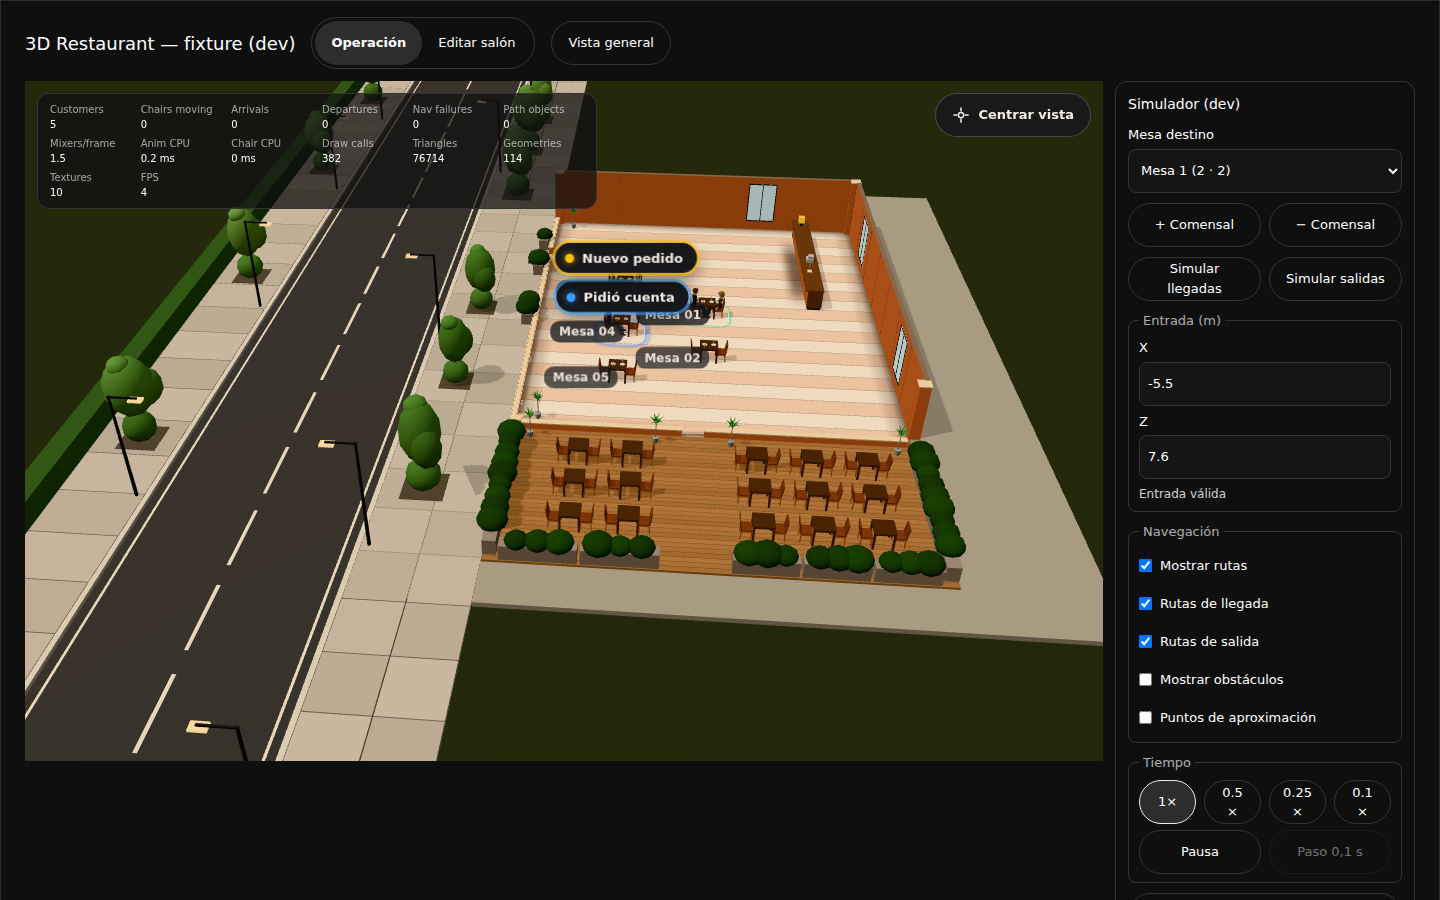 3D Restaurant — fixture (dev)
Operación
Editar salón
Vista general
Customers
Chairs moving
Arrivals
Departures
Nav failures
Path objects
5
0
0
0
0
0
Mixers/frame
Anim CPU
Chair CPU
Draw calls
Triangles
Geometries
1.5
0.2 ms
0 ms
382
76714
114
Textures
FPS
10
4
Centrar vista
Nuevo pedido
Pidió cuenta
Mesa 01
Mesa 04
Mesa 02
Mesa 05
Simulador (dev)
Mesa destino
Mesa 1 (2 · 2)
+ Comensal
− Comensal
Simular
llegadas
Simular salidas
Entrada (m)
X
-5.5
Z
7.6
Entrada válida
Navegación
Mostrar rutas
Rutas de llegada
Rutas de salida
Mostrar obstáculos
Puntos de aproximación
Tiempo
1×
0.5
×
0.25
×
0.1
×
Pausa
Paso 0,1 s